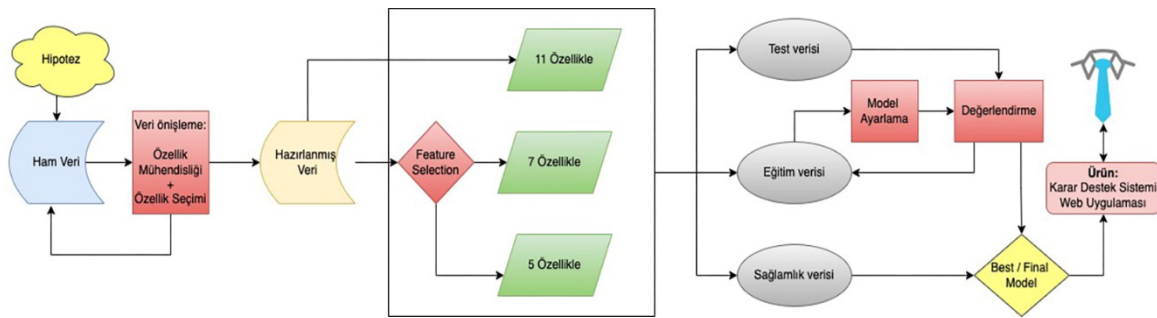 Hipotez
Ham Veri
Veri önişleme:
Özellik
Mühendisliği
+
Özellik Seçimi
Hazırlanmış
Veri
Feature
Selection
11 Özellikle
7 Özellikle
5 Özellikle
Test verisi
Eğitim verisi
Sağlamlık verisi
Model
Ayarlama
Değerlendirme
Best / Final
Model
Ürün:
Karar Destek Sistemi
Web Uygulaması